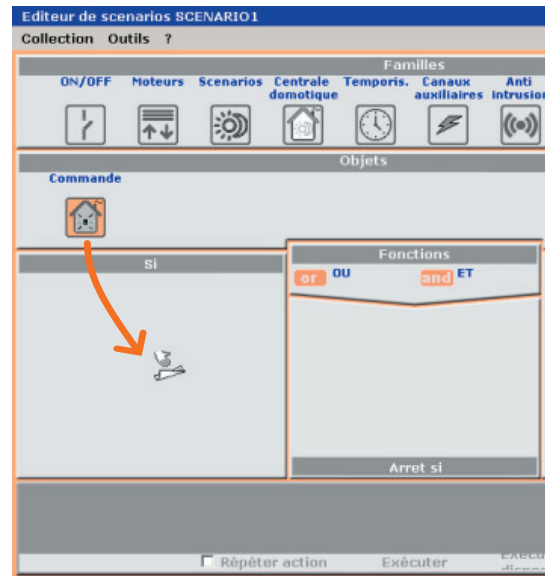 Editeur de scenarios SCENARIO1
Collection Outils ?
Familles
ON/OFF Moteurs Scenarios Centrale domotique Temporis. Canaux auxiliaires Anti intrusion
Objets
Commande
Si
Fonctions
or OU and ET
Arret si
Répéter action Exécuter